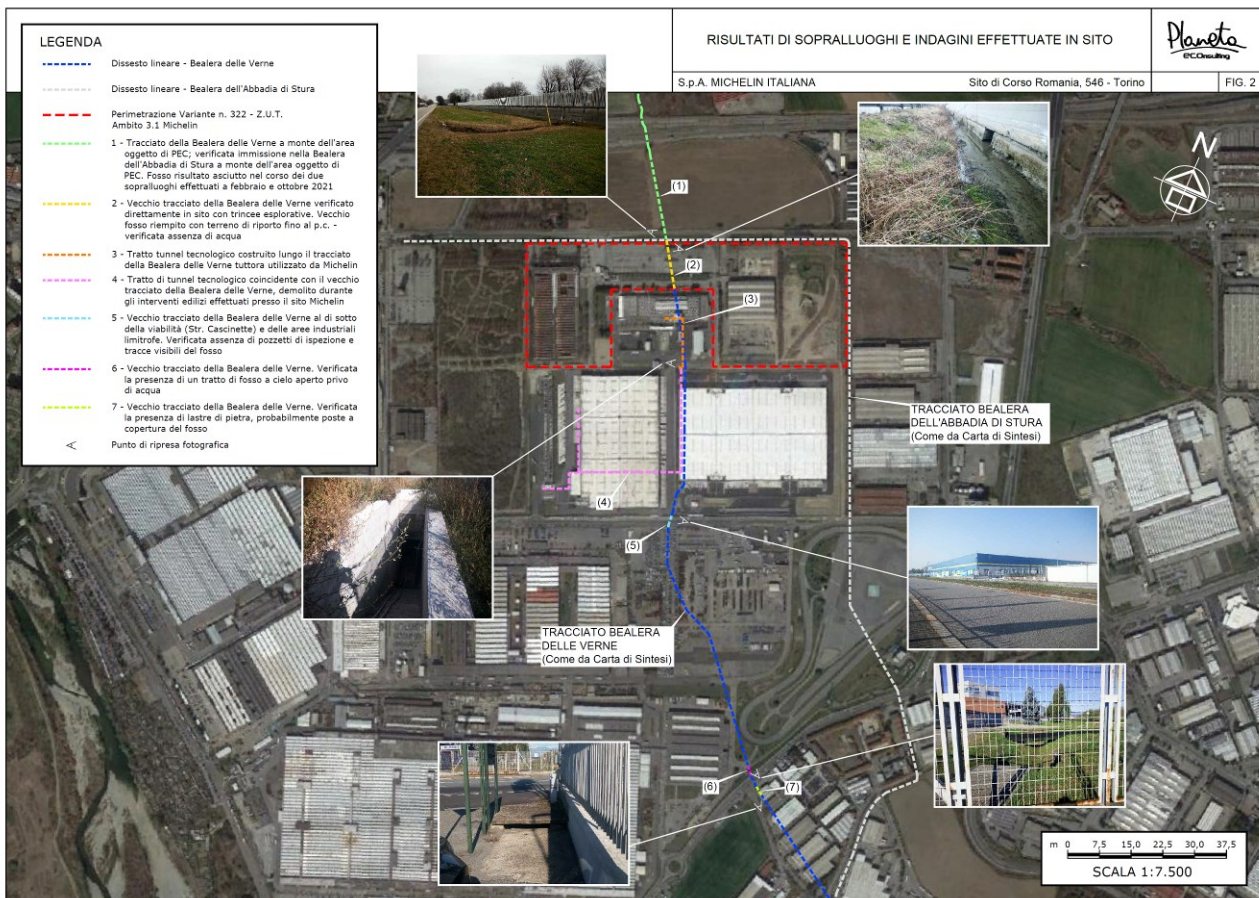 LEGENDA
Dissesto lineare - Bealera delle Verne
Dissesto lineare - Bealera dell'Abbadia di Stura
Perimetrazione Variante n. 322 - Z.U.T.
Ambito 3.1 Michelin
1 - Tracciato della Bealera delle Verne a monte dell'area
oggetto di PEC; verificata immissione nella Bealera
dell'Abbadia di Stura a monte dell'area oggetto di
PEC. Fosso risultato asciutto nel corso dei due
sopralluoghi effettuati a febbraio e ottobre 2021
2 - Vecchio tracciato della Bealera delle Verne verificato
direttamente in sito con trincee esplorative. Vecchio
fosso riempito con terreno di riporto fino al p.c. -
verificata assenza di acqua
3 - Tratto tunnel tecnologico costruito lungo il tracciato
della Bealera delle Verne tuttora utilizzato da Michelin
4 - Tratto di tunnel tecnologico coincidente con il vecchio
tracciato della Bealera delle Verne, demolito durante
gli interventi edilizi effettuati presso il sito Michelin
5 - Vecchio tracciato della Bealera delle Verne al di sotto
della viabilità (Str. Cascinette) e delle aree industriali
limitrofe. Verificata assenza di pozzetti di ispezione e
tracce visibili del fosso
6 - Vecchio tracciato della Bealera delle Verne. Verificata
la presenza di un tratto di fosso a cielo aperto privo
di acqua
7 - Vecchio tracciato della Bealera delle Verne. Verificata
la presenza di lastre di pietra, probabilmente poste a
copertura del fosso
Punto di ripresa fotografica
RISULTATI DI SOPRALLUOGHI E INDAGINI EFFETTUATE IN SITO
Planeta
e.C.Onsulting
S.p.A. MICHELIN ITALIANA
Sito di Corso Romania, 546 - Torino
FIG. 2
N
(1)
(2)
(3)
TRACCIATO BEALERA
DELL'ABBADIA DI STURA
(Come da Carta di Sintesi)
(4)
(5)
TRACCIATO BEALERA
DELLE VERNE
(Come da Carta di Sintesi)
(6)
(7)
m 0 7,5 15,0 22,5 30,0 37,5
SCALA 1:7.500